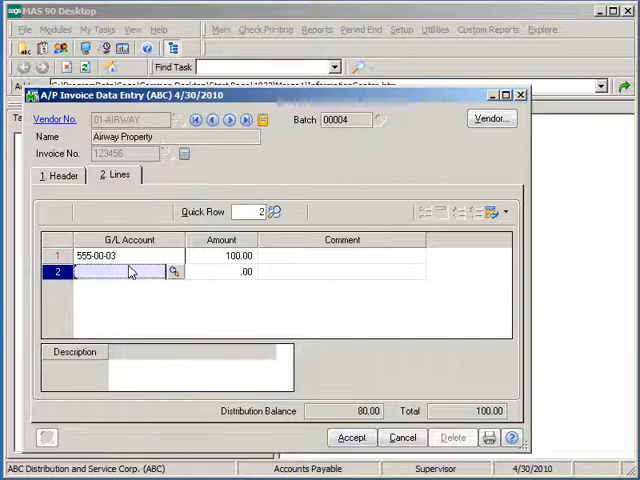 sage MAS 90 Desktop
File Modules View Help Main Check Printing Reports Period End Utilities Custom Reports Explore
ABC
Find Task
A/P Invoice Data Entry (ABC) 4/30/2010
Vendor No. 01-AIRWAY Batch 00004 Vendor...
Name Airway Property
Invoice No. 123456
1. Header 2. Lines
Quick Row 2
G/L Account Amount Comment
1 555-00-03 100.00
2 .00
Description
Distribution Balance 80.00 Total 100.00
Accept Cancel Delete
ABC Distribution and Service Corp. (ABC) Accounts Payable Supervisor 4/30/2010